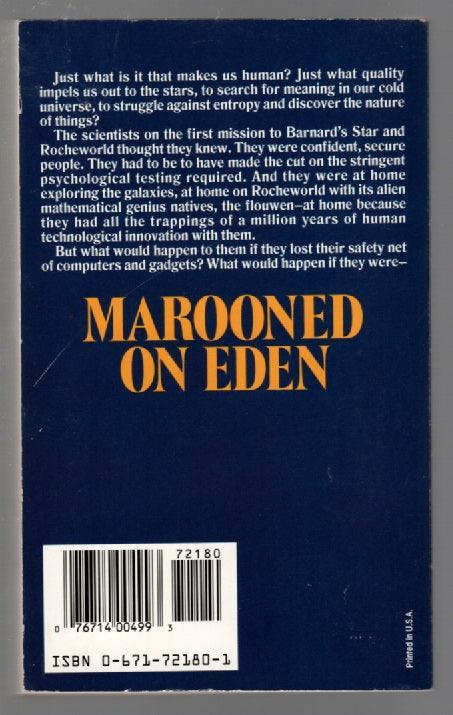 Just what is it that makes us human? Just what quality
impels us out to the stars, to search for meaning in our cold
universe, to struggle against entropy and discover the nature
of things?
The scientists on the first mission to Barnard's Star and
Rocheworld thought they knew. They were confident, secure
people. They had to be to have made the cut on the stringent
psychological testing required. And they were at home
exploring the galaxies, at home on Rocheworld with its alien
mathematical genius natives, the flouwen—at home because
they had all the trappings of a million years of human
technological innovation with them.
But what would happen to them if they lost their safety net
of computers and gadgets? What would happen if they were—
MAROONED
ON EDEN
72180
0 76714 00499 3
ISBN 0-671-72180-1
Printed in U.S.A.